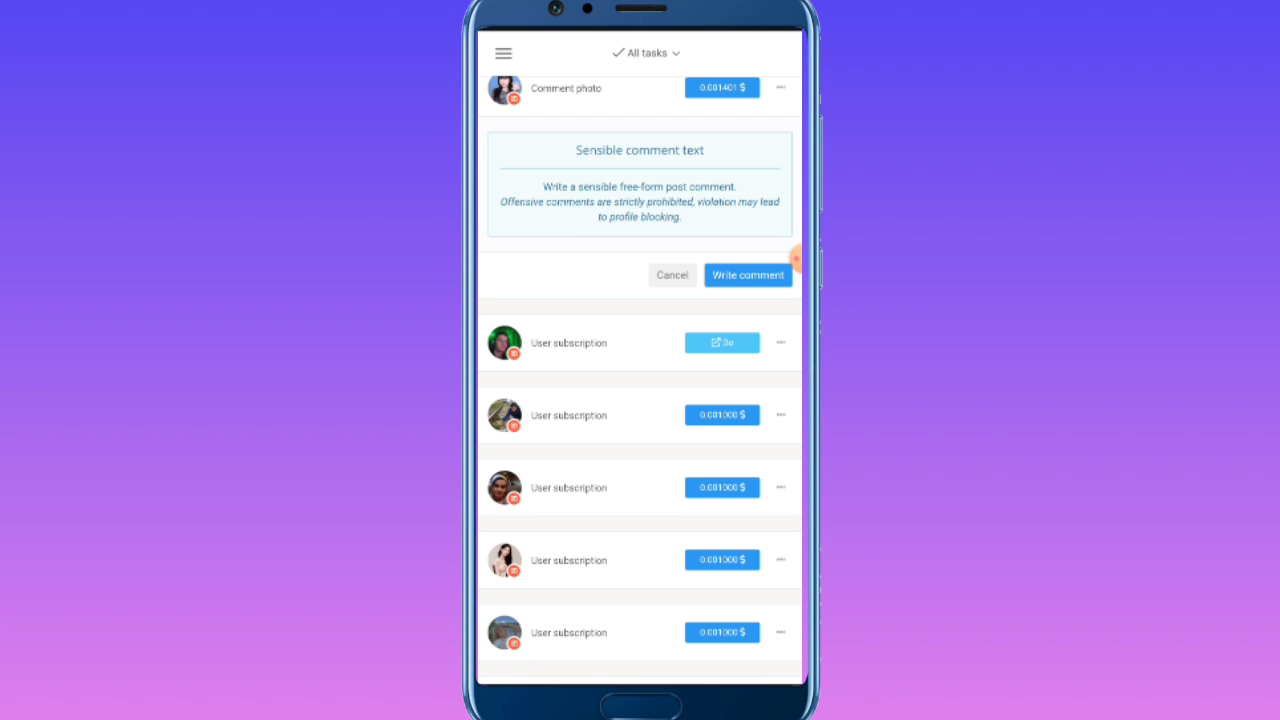 All tasks
Comment photo
0.001401 $
Sensible comment text
Write a sensible free-form post comment.
Offensive comments are strictly prohibited, violation may lead
to profile blocking.
Cancel
Write comment
User subscription
Do
User subscription
0.001000 $
User subscription
0.001000 $
User subscription
0.001000 $
User subscription
0.001000 $